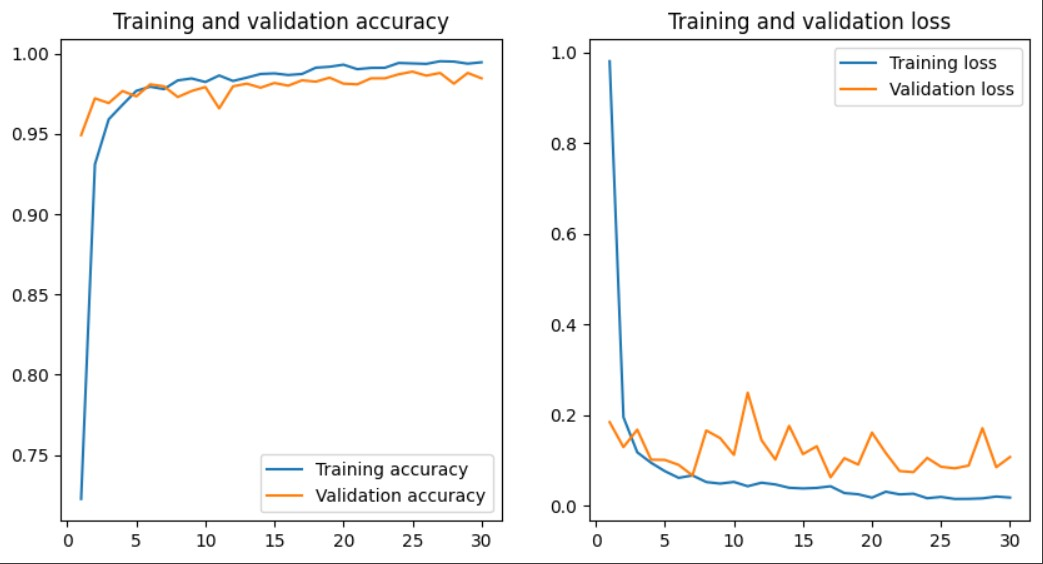 Training and validation accuracy
1.00
0.95
0.90
0.85
0.80
0.75
Training accuracy
Validation accuracy
0 5 10 15 20 25 30
Training and validation loss
1.0
0.8
0.6
0.4
0.2
0.0
Training loss
Validation loss
0 5 10 15 20 25 30